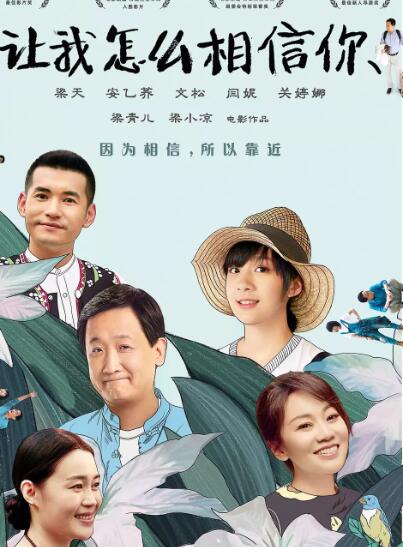 让我怎么相信你
梁天 安乙荞 文松 闫妮 关婷娜
梁青儿 梁小凉 电影作品
因为相信,所以靠近